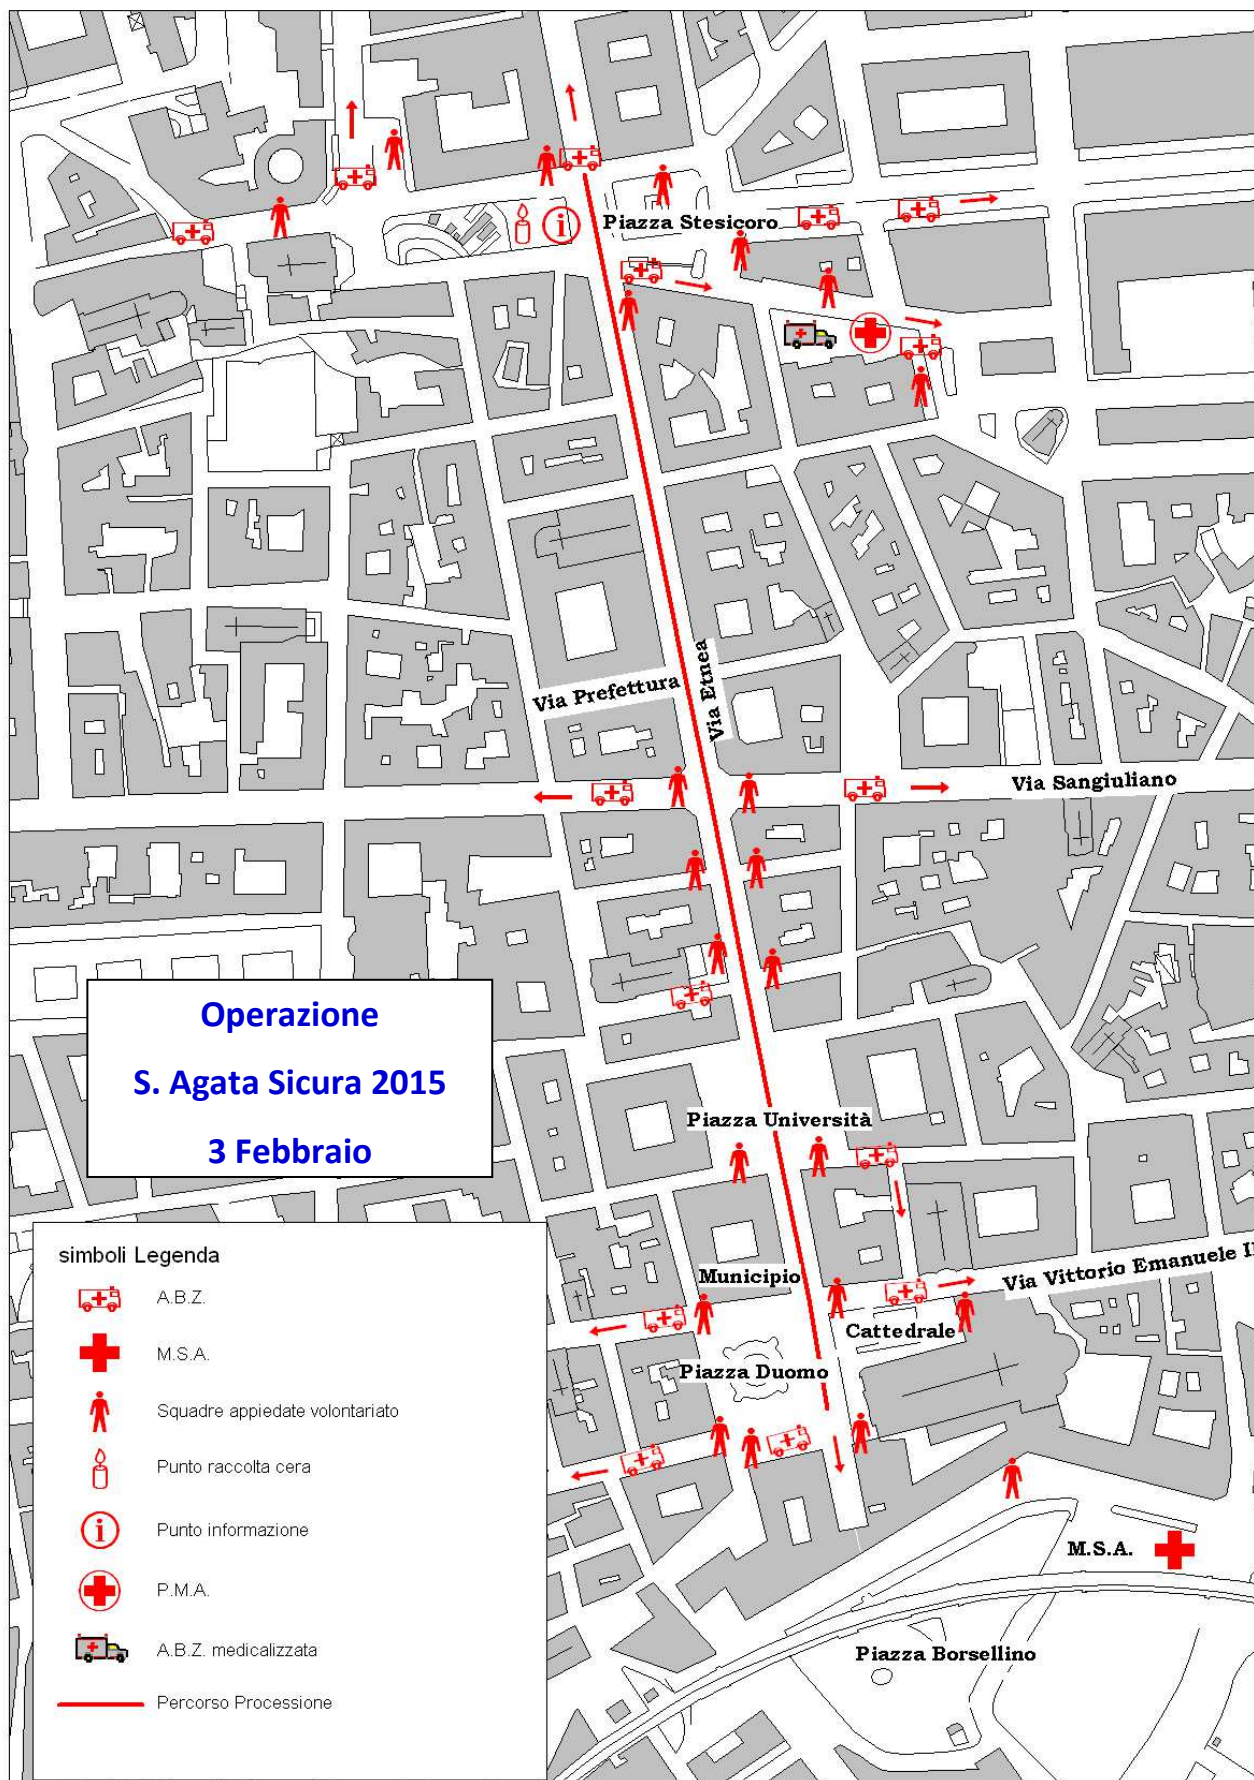 Piazza Stesicoro
Via Etnea
Via Prefettura
Via Sangiuliano
Operazione
S. Agata Sicura 2015
3 Febbraio
Piazza Università
Via Vittorio Emanuele II
Municipio
Cattedrale
Piazza Duomo
M.S.A.
Piazza Borsellino
simboli Legenda
A.B.Z.
M.S.A.
Squadre appiedate volontariato
Punto raccolta cera
i
Punto informazione
P.M.A.
A.B.Z. medicalizzata
Percorso Processione